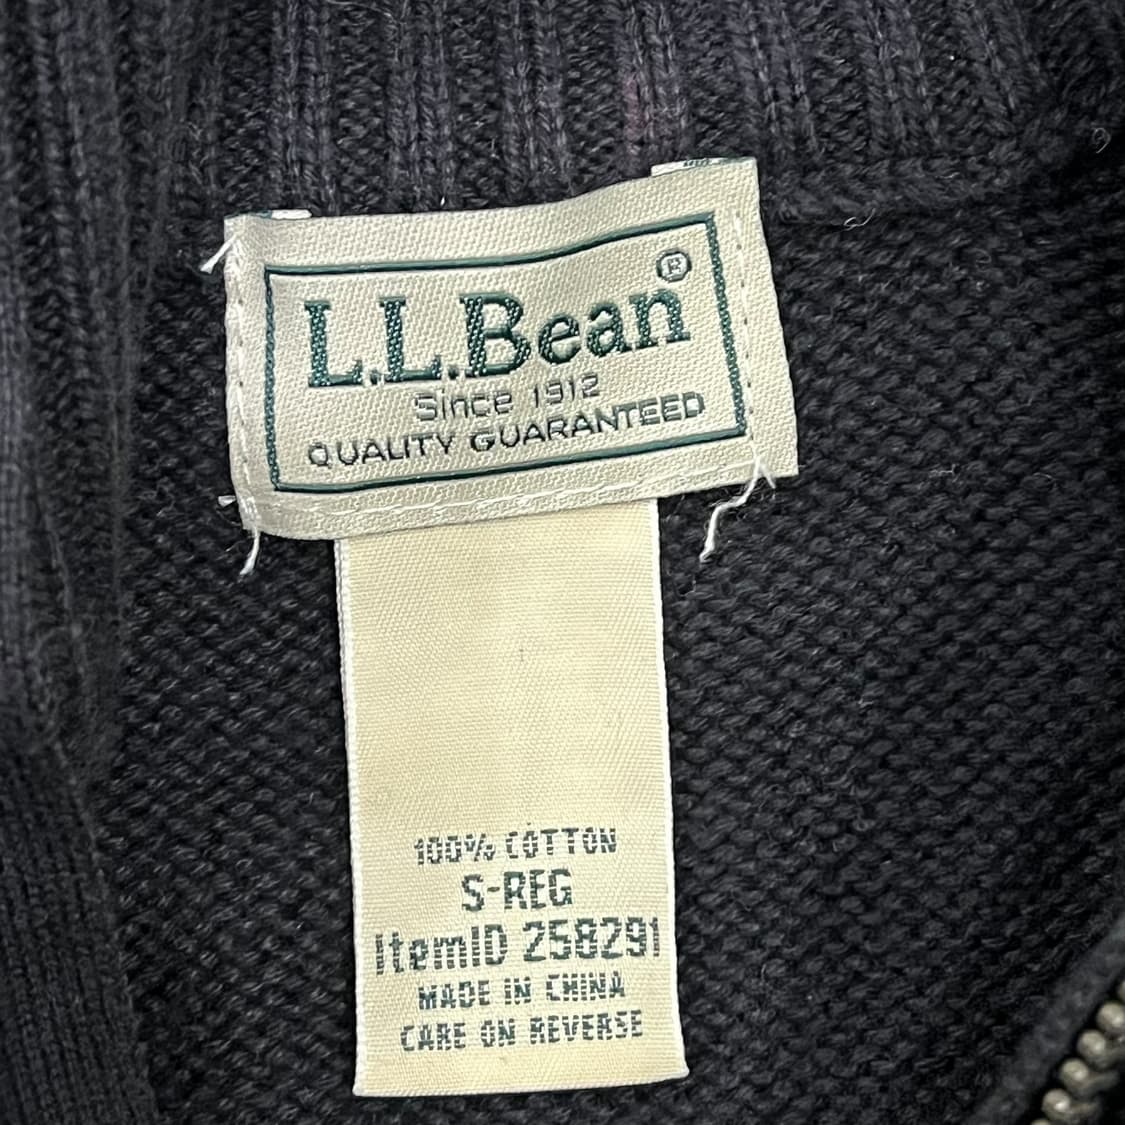 L.L.Bean®
Since 1912
QUALITY GUARANTEED
100% COTTON
S-REG
ItemID 258291
MADE IN CHINA
CARE ON REVERSE